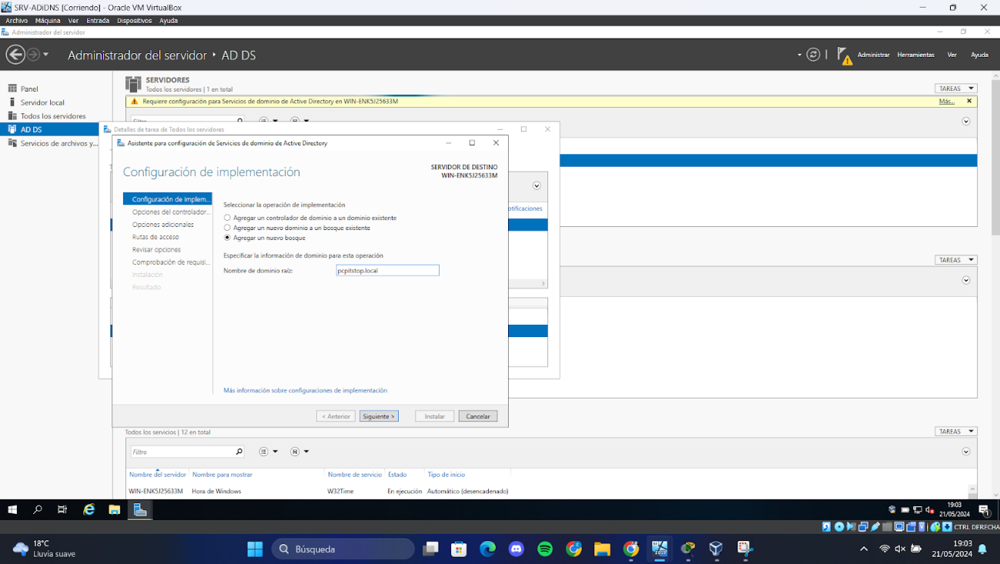 SRV-ADiDNS [Corriendo] - Oracle VM VirtualBox
Archivo Máquina Ver Entrada Dispositivos Ayuda
Administrador del servidor
Administrador del servidor ‣ AD DS
Administrar Herramientas Ver Ayuda
Panel
Servidor local
Todos los servidores
AD DS
Servicios de archivos y...
SERVIDORES
Todos los servidores | 1 en total
TAREAS
Requiere configuración para Servicios de dominio de Active Directory en WIN-ENK5J25633M
Más...
Filtro
Detalles de tarea de Todos los servidores
Asistente para configuración de Servicios de dominio de Active Directory
Configuración de implementación
SERVIDOR DE DESTINO
WIN-ENK5J25633M
Configuración de implem...
Opciones del controlador...
Opciones adicionales
Rutas de acceso
Revisar opciones
Comprobación de requisi...
Instalación
Resultado
Seleccionar la operación de implementación
Agregar un controlador de dominio a un dominio existente
Agregar un nuevo dominio a un bosque existente
Agregar un nuevo bosque
Especificar la información de dominio para esta operación
Nombre de dominio raíz:
pcpitstop.local
Más información sobre configuraciones de implementación
< Anterior
Siguiente >
Instalar
Cancelar
otificaciones
TAREAS
TAREAS
Todos los servicios | 12 en total
Filtro
Nombre del servidor Nombre para mostrar Nombre de servicio Estado Tipo de inicio
WIN-ENK5J25633M Hora de Windows W32Time En ejecución Automático (desencadenado)
19:03
21/05/2024
1
CTRL DERECHA
18°C
Lluvia suave
Búsqueda
19:03
21/05/2024